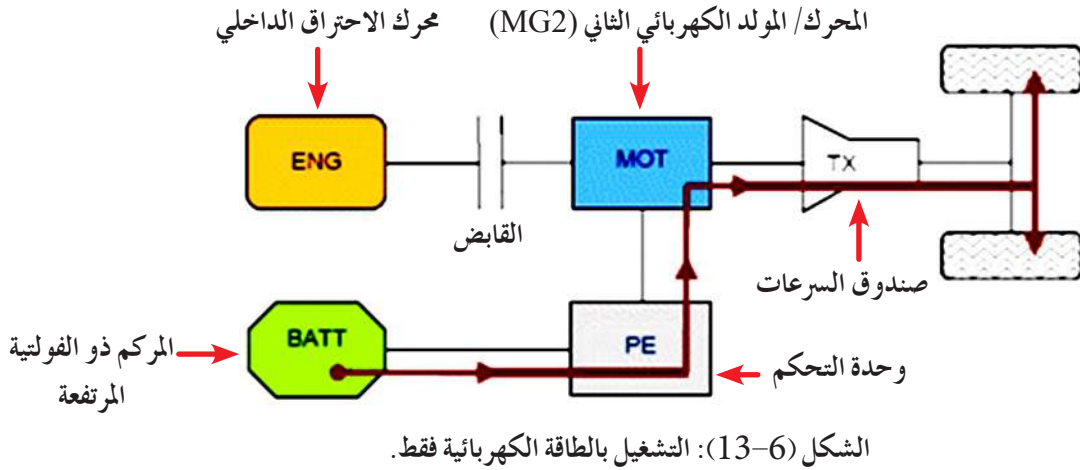 محرك الاحتراق الداخلي
المحرك/ المولد الكهربائي الثاني (MG2)
ENG
MOT
TX
القابض
صندوق السرعات
BATT
PE
المركم ذو الفولتية
المرتفعة
وحدة التحكم
الشكل (6-13): التشغيل بالطاقة الكهربائية فقط.